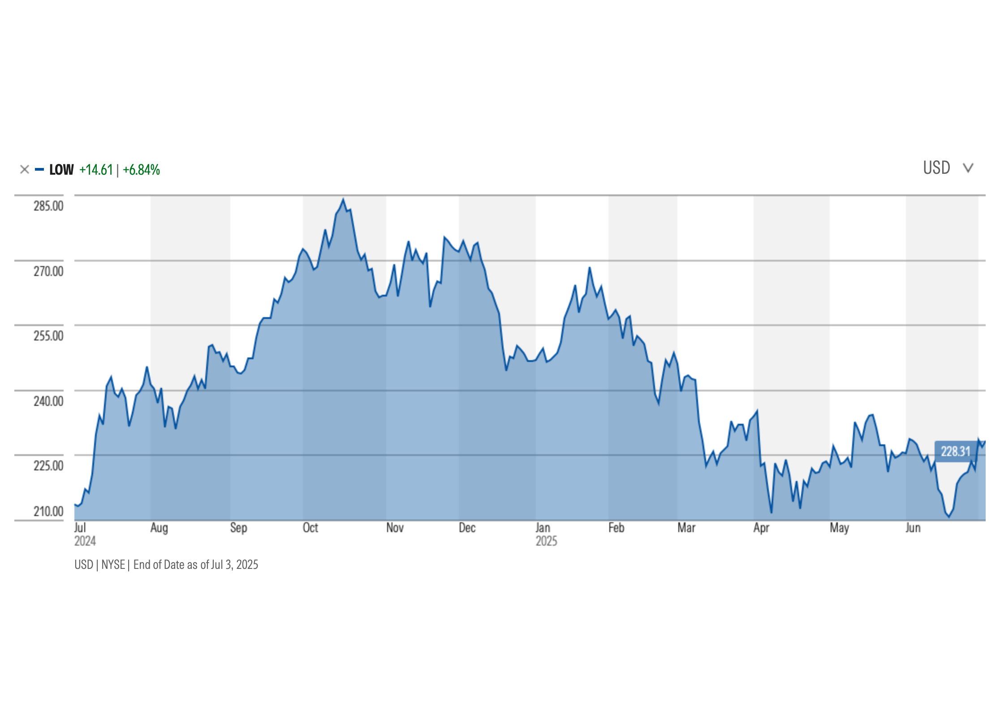 LOW +14.61 | +6.84%
USD
285.00
270.00
255.00
240.00
225.00
210.00
228.31
Jul Aug Sep Oct Nov Dec Jan Feb Mar Apr May Jun
2024 2025
USD | NYSE | End of Date as of Jul 3, 2025